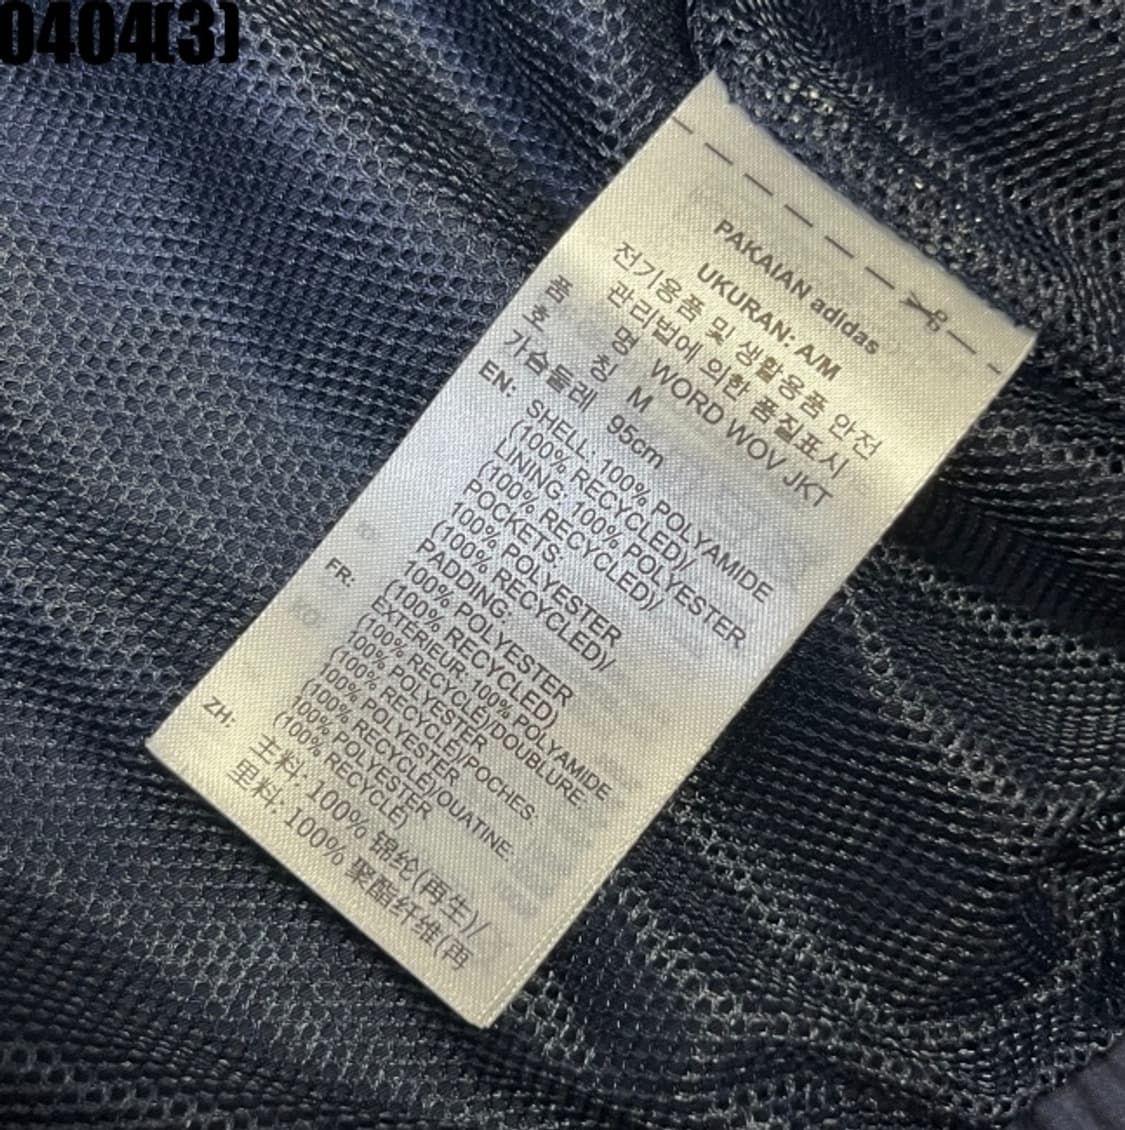 0404(3)
PAKAIAN adidas
UKURAN: A/M
전기용품 및 생활용품 안전
관리법에 의한 품질표시
품 명 WORD WOV JKT
호 칭 M
가슴둘레 95cm
EN: SHELL: 100% POLYAMIDE
(100% RECYCLED)/
LINING: 100% POLYESTER
(100% RECYCLED)/
POCKETS:
100% POLYESTER
(100% RECYCLED)/
PADDING:
100% POLYESTER
(100% RECYCLED)
FR: EXTÉRIEUR: 100% POLYAMIDE
(100% RECYCLÉ)/DOUBLURE:
100% POLYESTER
(100% RECYCLÉ)/POCHES:
100% POLYESTER
(100% RECYCLÉ)/OUATINE:
100% POLYESTER
(100% RECYCLÉ)
ZH: 主料: 100% 锦纶(再生)/
里料: 100% 聚酯纤维(再